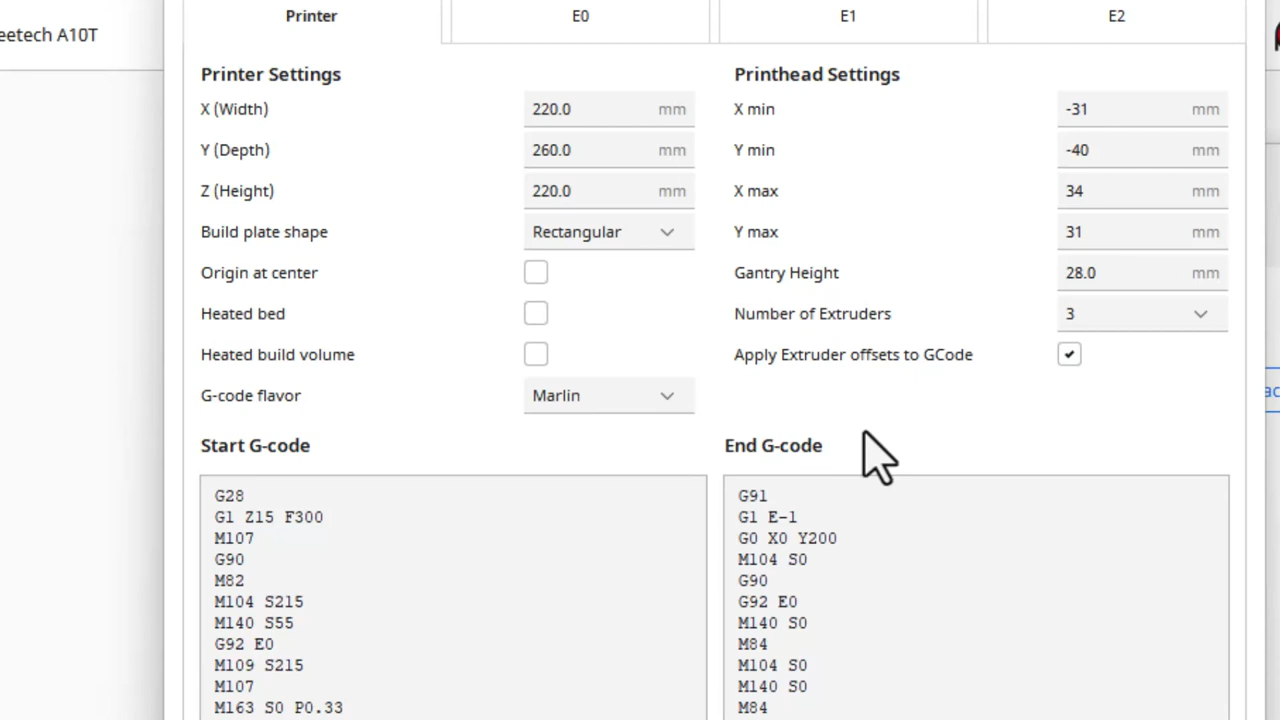 eetech A10T
Printer
E0
E1
E2
Printer Settings
X (Width)
220.0 mm
Y (Depth)
260.0 mm
Z (Height)
220.0 mm
Build plate shape
Rectangular
Origin at center
Heated bed
Heated build volume
G-code flavor
Marlin
Printhead Settings
X min
-31 mm
Y min
-40 mm
X max
34 mm
Y max
31 mm
Gantry Height
28.0 mm
Number of Extruders
3
Apply Extruder offsets to GCode
ac
Start G-code
G28
G1 Z15 F300
M107
G90
M82
M104 S215
M140 S55
G92 E0
M109 S215
M107
M163 S0 P0.33
End G-code
G91
G1 E-1
G0 X0 Y200
M104 S0
G90
G92 E0
M140 S0
M84
M104 S0
M140 S0
M84